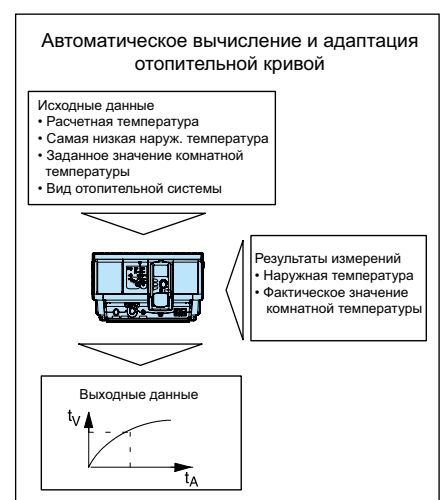 Автоматическое вычисление и адаптация
отопительной кривой
Исходные данные
• Расчетная температура
• Самая низкая наруж. температура
• Заданное значение комнатной
температуры
• Вид отопительной системы
Результаты измерений
• Наружная температура
• Фактическое значение
комнатной температуры
Выходные данные
tV
tA